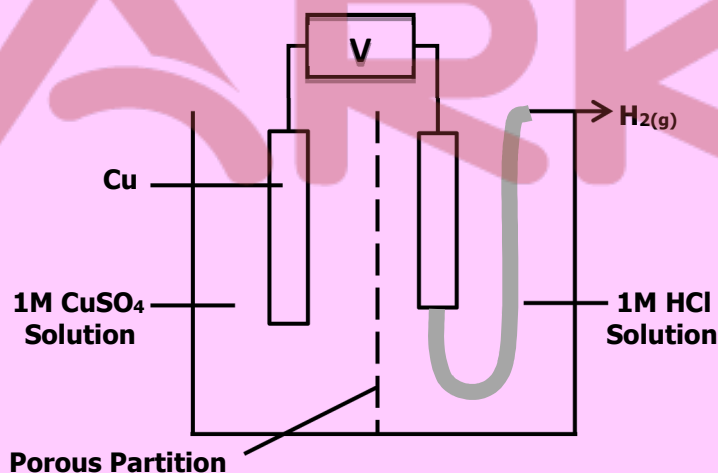 V
H2(g)
Cu
1M CuSO4
Solution
1M HCl
Solution
Porous Partition